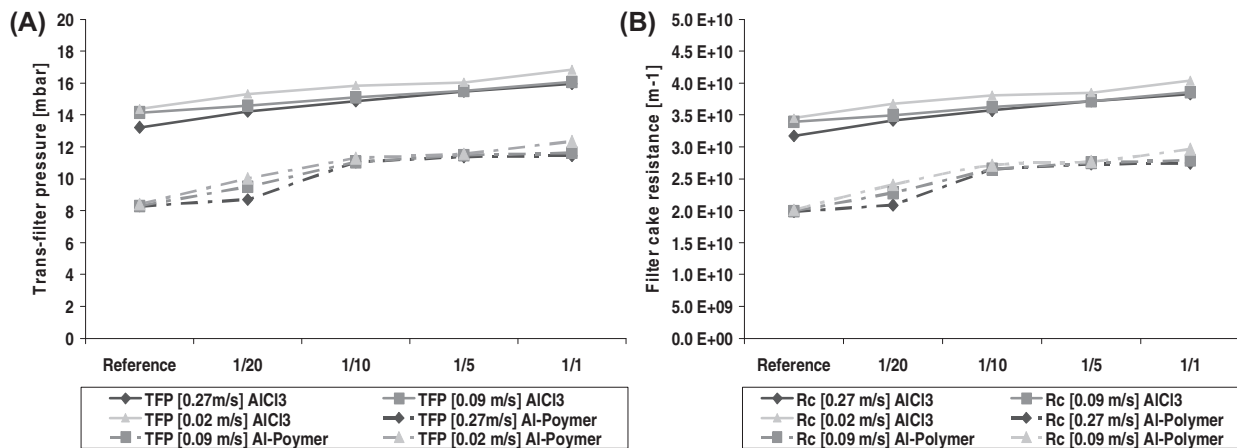 (A)
Trans-filter pressure [mbar]
20
18
16
14
12
10
8
6
4
2
0
Reference 1/20 1/10 1/5 1/1
TFP [0.27m/s] AlCl3 TFP [0.09 m/s] AlCl3
TFP [0.02 m/s] AlCl3 TFP [0.27m/s] Al-Poymer
TFP [0.09 m/s] Al-Poymer TFP [0.02 m/s] Al-Poymer
(B)
Filter cake resistance [m-1]
5.0 E+10
4.5 E+10
4.0 E+10
3.5 E+10
3.0 E+10
2.5 E+10
2.0 E+10
1.5 E+10
1.0 E+10
5.0 E+09
0.0 E+00
Reference 1/20 1/10 1/5 1/1
Rc [0.27 m/s] AlCl3 Rc [0.09 m/s] AlCl3
Rc [0.02 m/s] AlCl3 Rc [0.27 m/s] Al-Polymer
Rc [0.09 m/s] Al-Polymer Rc [0.09 m/s] Al-Polymer